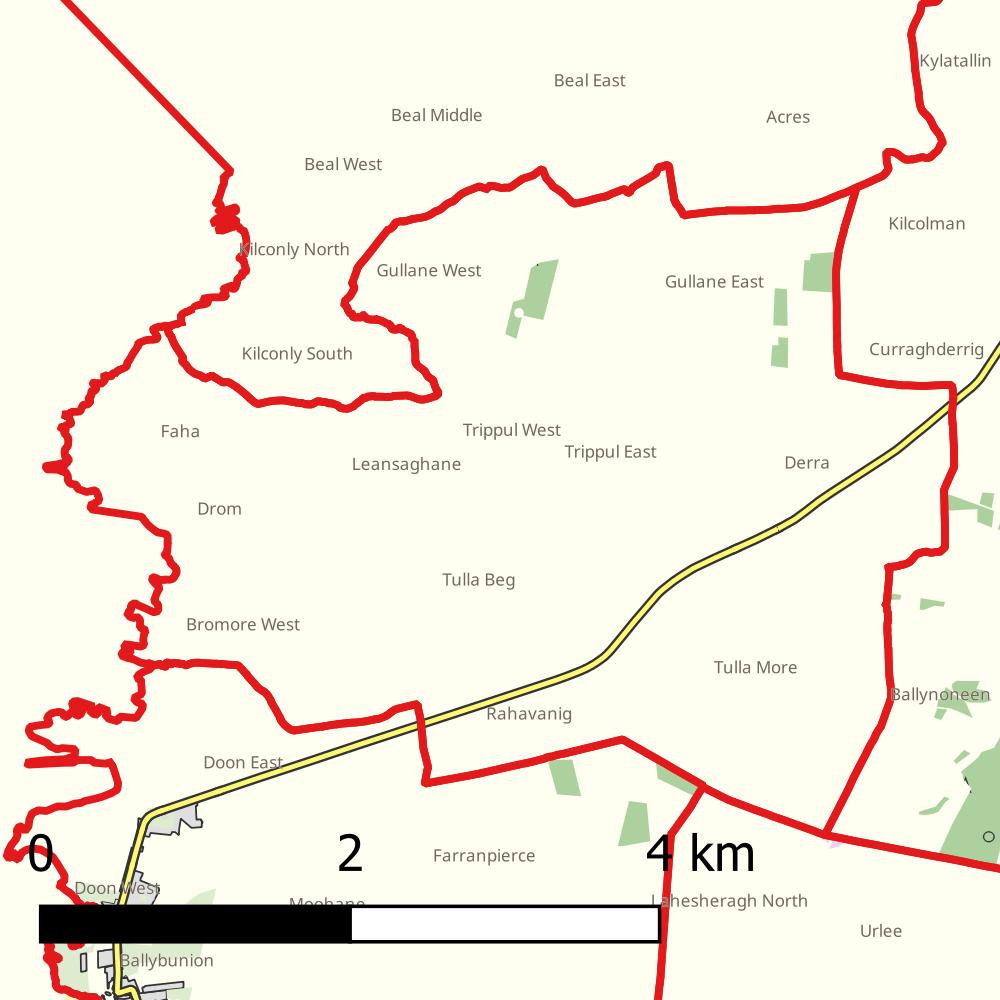 Kylatallin
Beal East
Beal Middle
Acres
Beal West
Kilcolman
Kilconly North
Gullane West
Gullane East
Kilconly South
Curraghderrig
Faha
Trippul West
Trippul East
Leansaghane
Derra
Drom
Tulla Beg
Bromore West
Tulla More
Ballynoneen
Rahavanig
Doon East
0 2 4 km
Farranpierce
Doon West
Moohane
Lahesheragh North
Urlee
Ballybunion